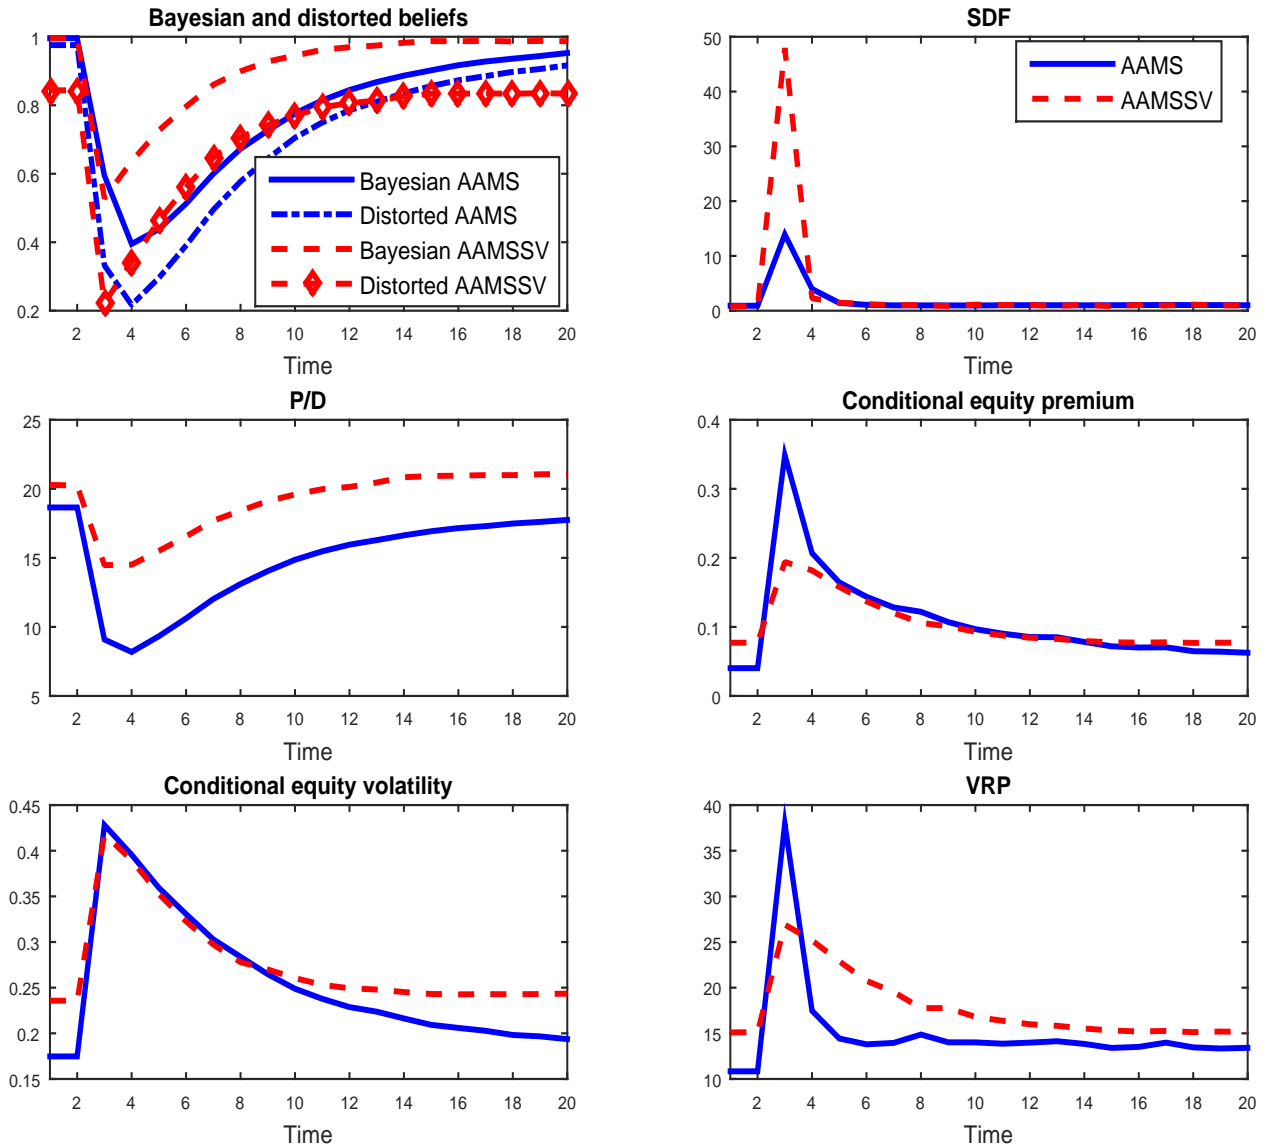 Bayesian and distorted beliefs
1
0.8
0.6
0.4
0.2
2 4 6 8 10 12 14 16 18 20
Time
Bayesian AAMS
Distorted AAMS
Bayesian AAMSSV
Distorted AAMSSV
SDF
50
40
30
20
10
0
2 4 6 8 10 12 14 16 18 20
Time
AAMS
AAMSSV
P/D
25
20
15
10
5
2 4 6 8 10 12 14 16 18 20
Time
Conditional equity premium
0.4
0.3
0.2
0.1
0
2 4 6 8 10 12 14 16 18 20
Time
Conditional equity volatility
0.45
0.4
0.35
0.3
0.25
0.2
0.15
2 4 6 8 10 12 14 16 18 20
Time
VRP
40
35
30
25
20
15
10
2 4 6 8 10 12 14 16 18 20
Time